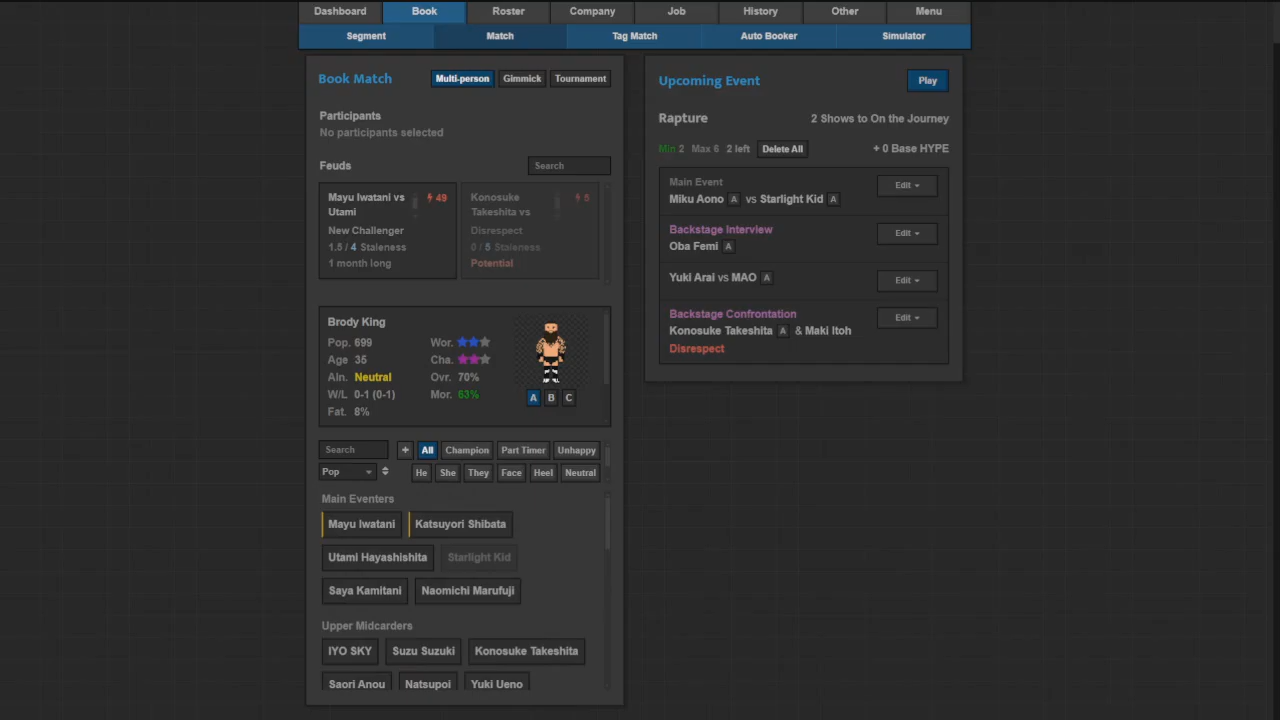 Dashboard Book Roster Company Job History Other Menu
Segment Match Tag Match Auto Booker Simulator
Book Match Multi-person Gimmick Tournament
Participants
No participants selected
Feuds Search
Mayu Iwatani vs Utami 49
New Challenger
1.5 / 4 Staleness
1 month long
Konosuke Takeshita vs 5
Disrespect
0 / 5 Staleness
Potential
Brody King
Pop. 699 Wor.
Age 35 Cha.
Aln. Neutral Ovr. 70%
W/L 0-1 (0-1) Mor. 63%
Fat. 8%
A B C
Search + All Champion Part Timer Unhappy
Pop He She They Face Heel Neutral
Main Eventers
Mayu Iwatani Katsuyori Shibata
Utami Hayashishita Starlight Kid
Saya Kamitani Naomichi Marufuji
Upper Midcarders
IYO SKY Suzu Suzuki Konosuke Takeshita
Saori Anou Natsupoi Yuki Ueno
Upcoming Event Play
Rapture 2 Shows to On the Journey
Min 2 Max 6 2 left Delete All + 0 Base HYPE
Main Event Edit
Miku Aono A vs Starlight Kid A
Backstage Interview Edit
Oba Femi A
Yuki Arai vs MAO A Edit
Backstage Confrontation Edit
Konosuke Takeshita A & Maki Itoh
Disrespect